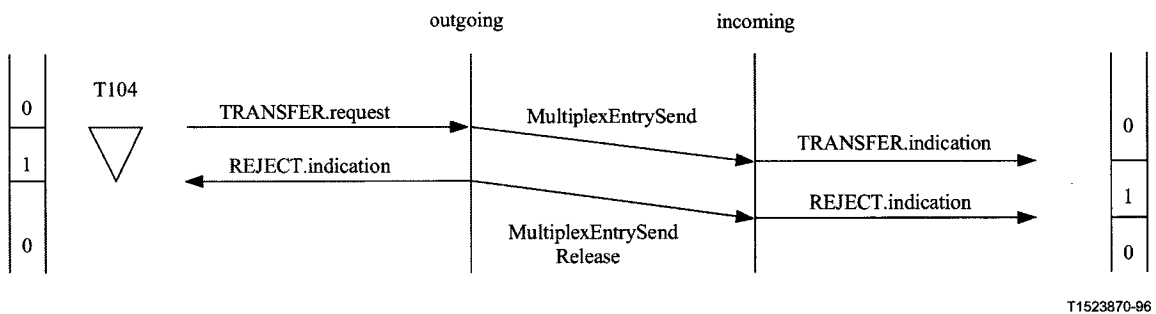 outgoing
incoming
T104
0
TRANSFER.request
MultiplexEntrySend
0
1
REJECT.indication
TRANSFER.indication
REJECT.indication
1
0
MultiplexEntrySend
Release
0
T1523870-96